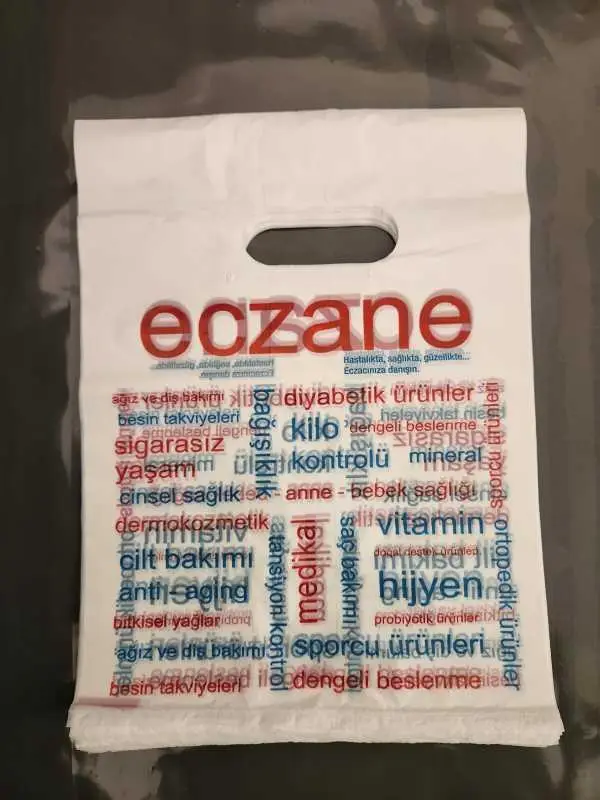 eczane
Hastalıkta, sağlıkta, güzellikte...
Eczacınıza danışın.
ağız ve diş bakımı
besin takviyeleri
sigarasız
yaşam
cinsel sağlık
bağışıklık
diyabetik ürünler
kilo
kontrolü
dengeli beslenme
mineral
sporcu ürünleri
- anne - bebek sağlığı
dermokozmetik
cilt bakımı
anti - aging
bitkisel yağlar
ağız ve diş bakımı
besin takviyeleri
tansiyon kontrol
medikal
saç bakımı
vitamin
doğal destek ürünleri
hijyen
probiyotik ürünler
ortopedik ürünler
sporcu ürünleri
dengeli beslenme